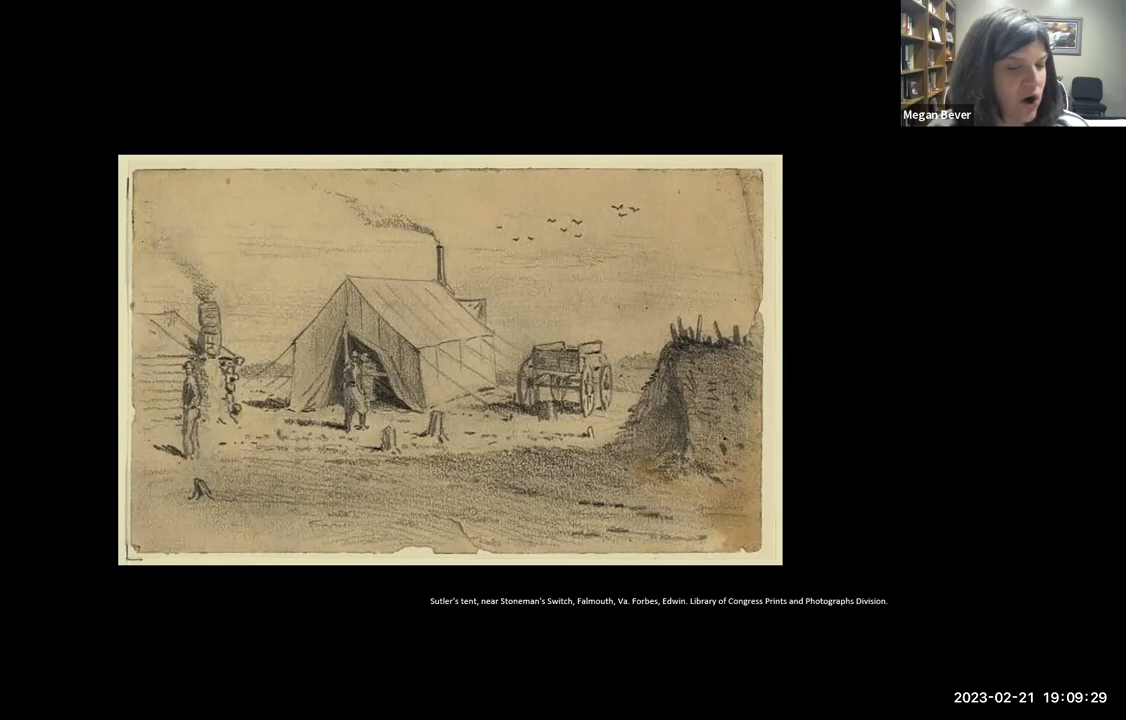 Megan Bever
Sutler's tent, near Stoneman's Switch, Falmouth, Va. Forbes, Edwin. Library of Congress Prints and Photographs Division.
2023-02-21 19:09:29